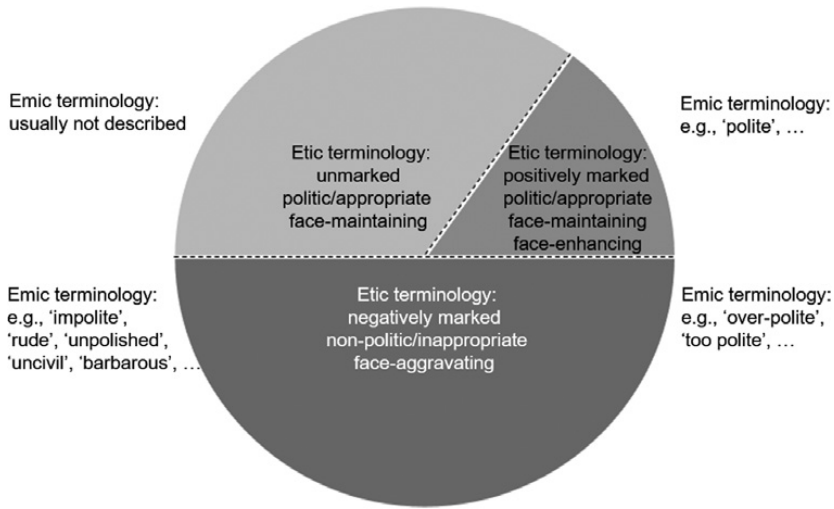 Emic terminology:
usually not described
Emic terminology:
e.g., ‘polite’, …
Etic terminology:
unmarked
politic/appropriate
face-maintaining
Etic terminology:
positively marked
politic/appropriate
face-maintaining
face-enhancing
Emic terminology:
e.g., ‘impolite’,
‘rude’, ‘unpolished’,
‘uncivil’, ‘barbarous’, …
Etic terminology:
negatively marked
non-politic/inappropriate
face-aggravating
Emic terminology:
e.g., ‘over-polite’,
‘too polite’, …